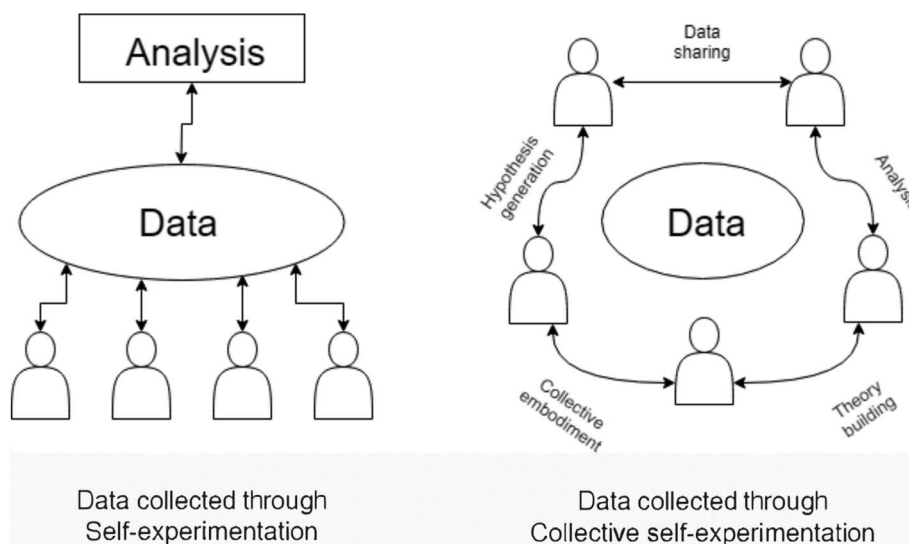 Analysis
Data
Data collected through
Self-experimentation
Data
sharing
Hypothesis
generation
Analysis
Data
Collective
embodiment
Theory
building
Data collected through
Collective self-experimentation